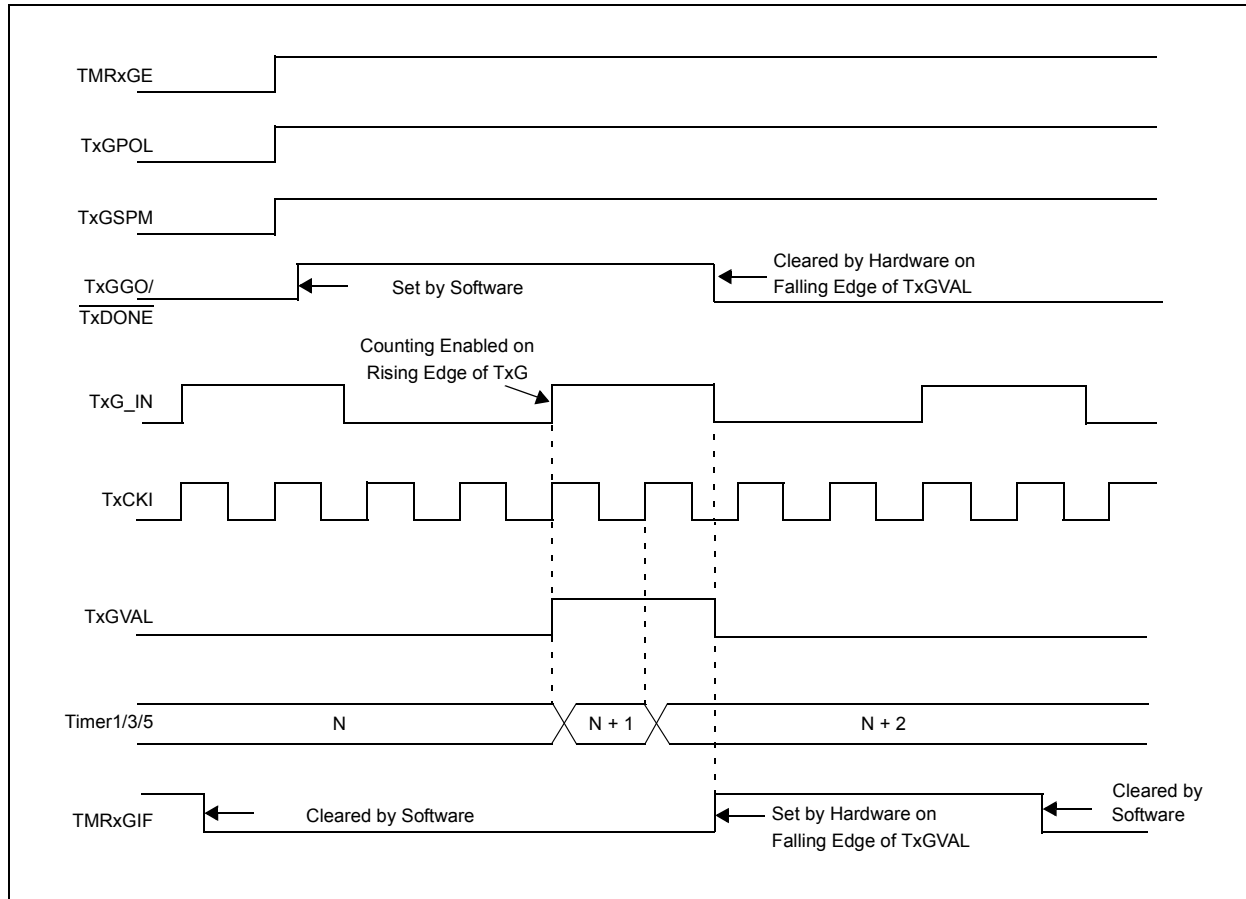 TMRxGE
TxGPOL
TxGSPM
TxGGO/
TxDONE
Set by Software
Cleared by Hardware on
Falling Edge of TxGVAL
Counting Enabled on
Rising Edge of TxG
TxG_IN
TxCKI
TxGVAL
Timer1/3/5
N
N + 1
N + 2
TMRxGIF
Cleared by Software
Set by Hardware on
Falling Edge of TxGVAL
Cleared by
Software